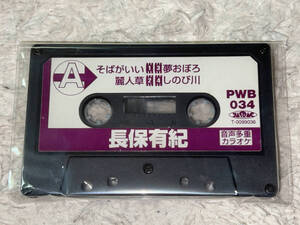 A
そばがいい 夢おぼろ
麗人草 しのび川
PWB
034
T-0099036
長保有紀
音声多重
カラオケ